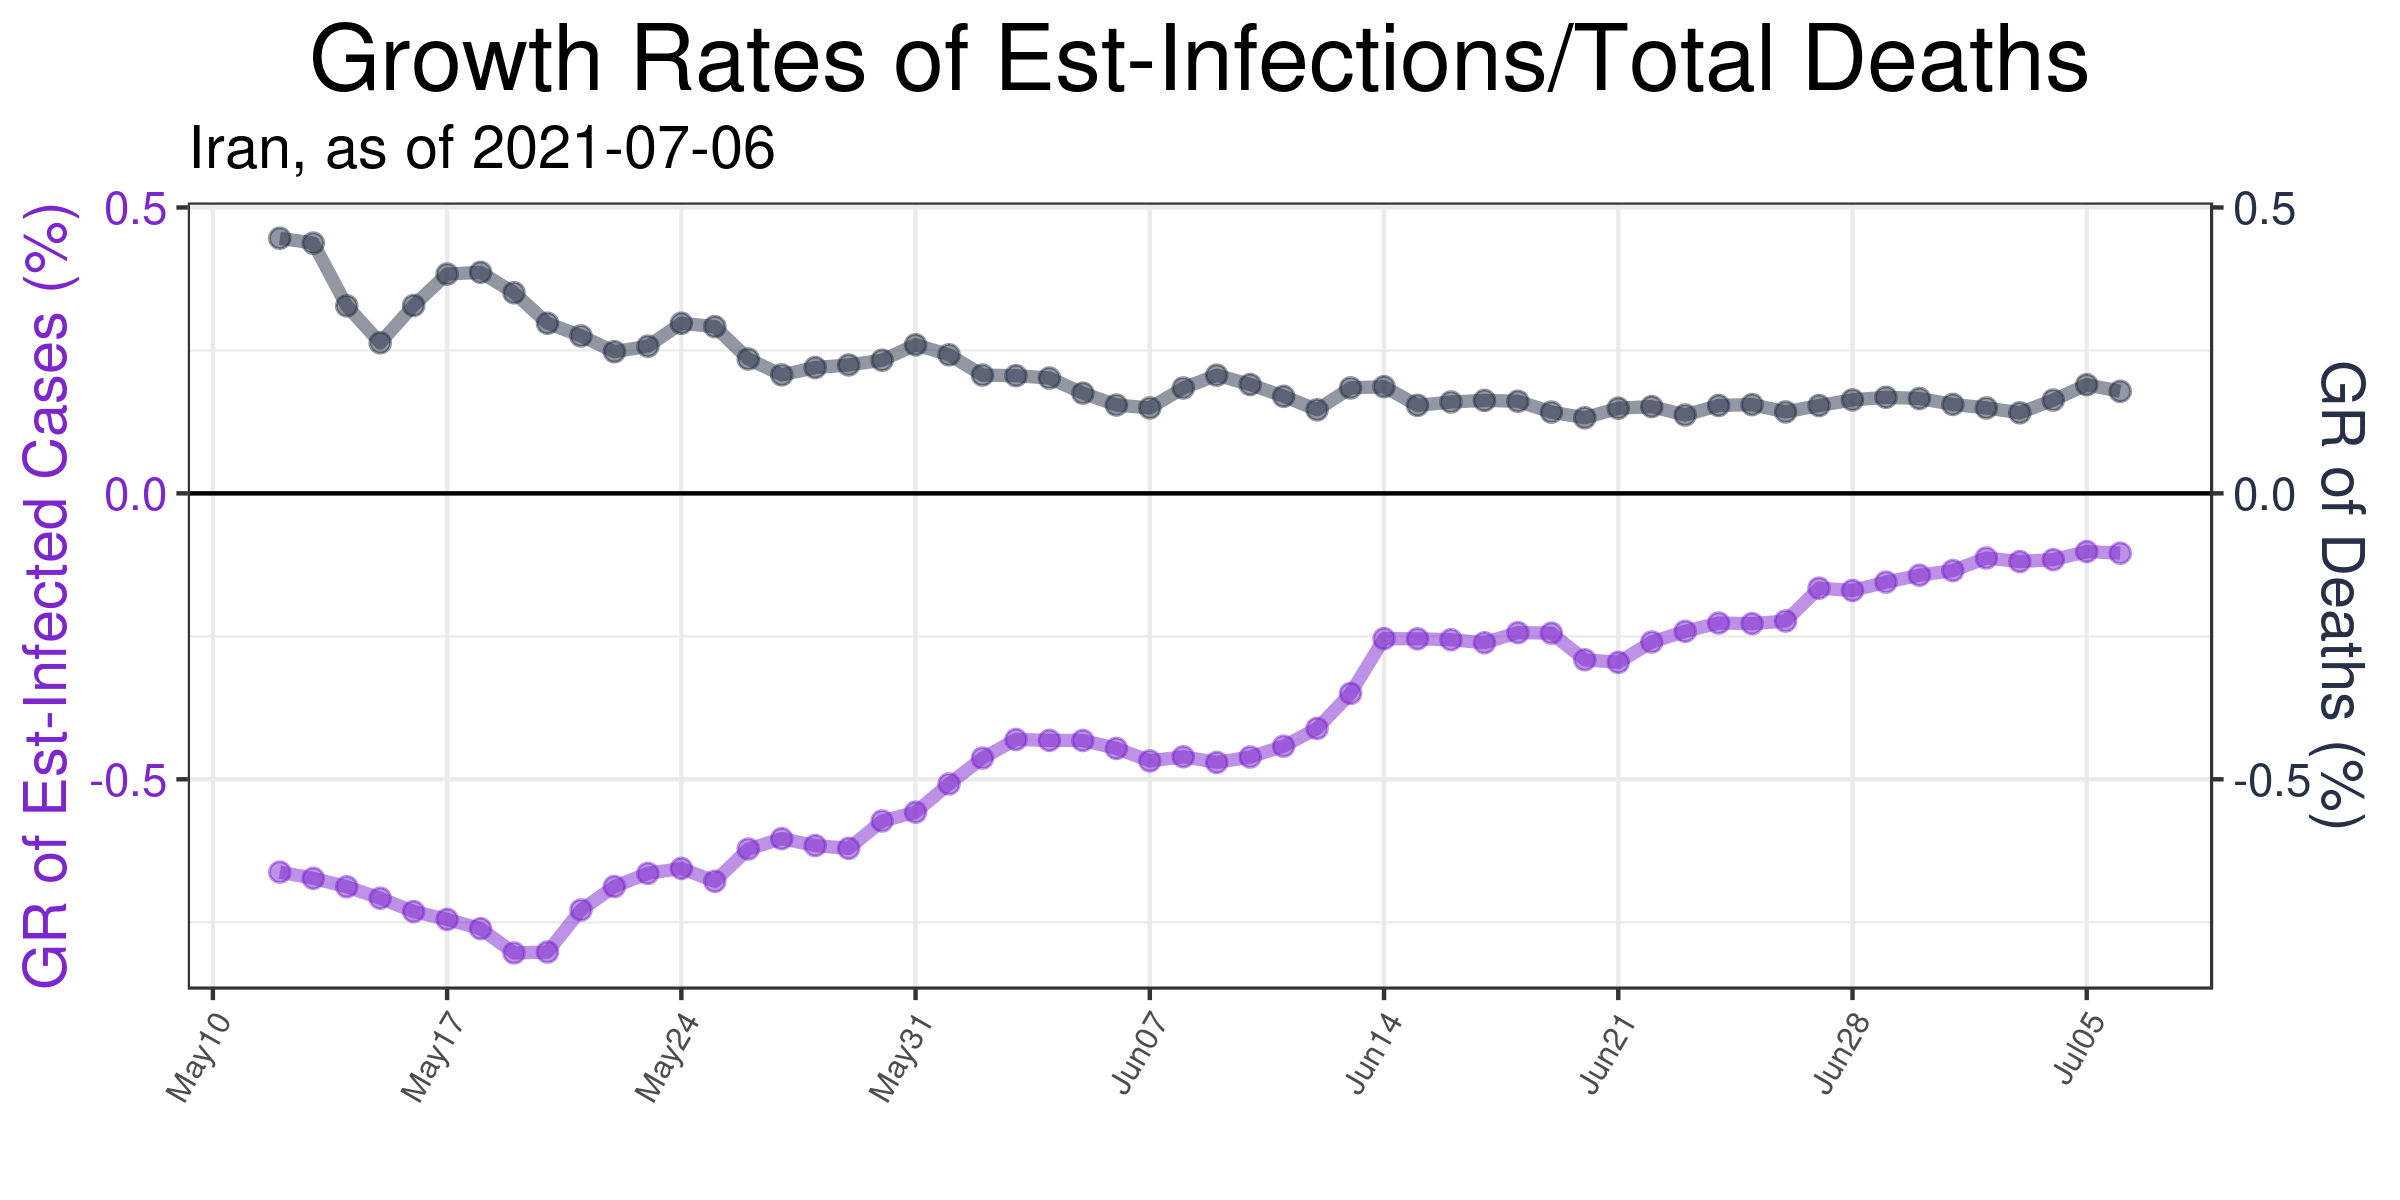 Growth Rates of Est-Infections/Total Deaths
Iran, as of 2021-07-06
GR of Est-Infected Cases (%)
0.5
0.0
-0.5
0.5
0.0
-0.5
GR of Deaths (%)
May10
May17
May24
May31
Jun07
Jun14
Jun21
Jun28
Jul05